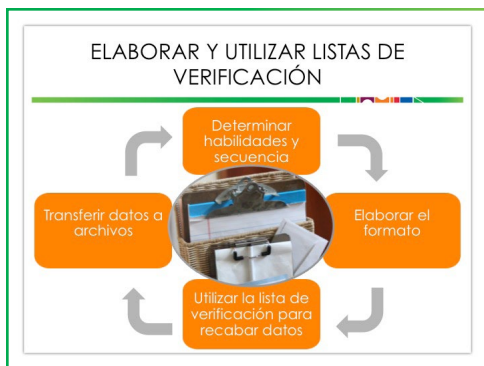 ELABORAR Y UTILIZAR LISTAS DE
VERIFICACIÓN
Determinar
habilidades y
secuencia
Elaborar el
formato
Utilizar la lista de
verificación para
recabar datos
Transferir datos a
archivos